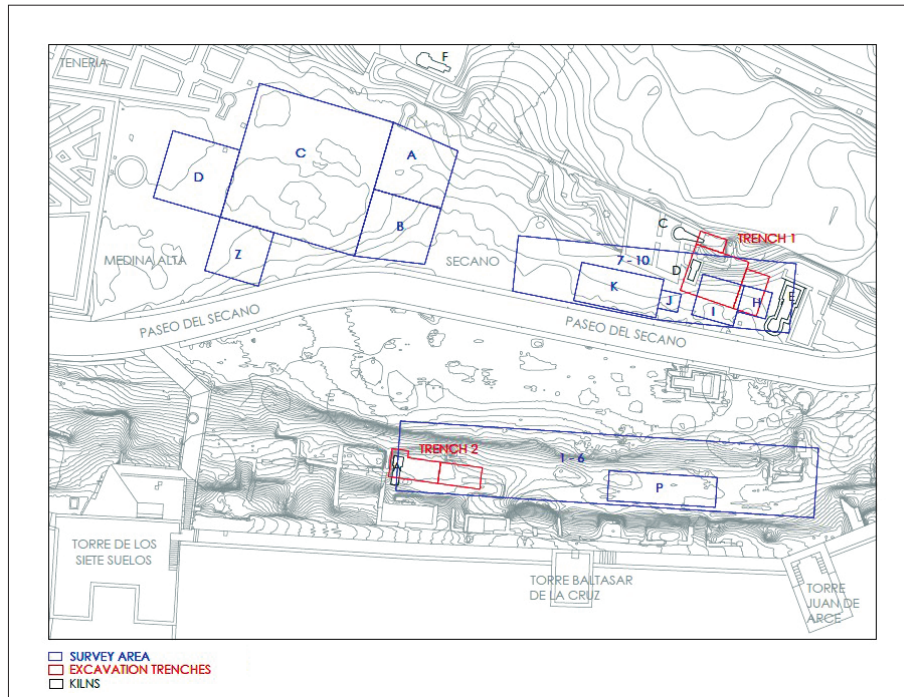 TENERIA
F
C
A
D
B
Z
MEDINA ALTA
SECANO
C
TRENCH 1
7 - 10
D
K
J
I
H
E
PASEO DEL SECANO
PASEO DEL SECANO
TRENCH 2
A
1 - 6
P
TORRE DE LOS
SIETE SUELOS
TORRE BALTASAR
DE LA CRUZ
TORRE
JUAN DE
ARCE
SURVEY AREA
EXCAVATION TRENCHES
KILNS